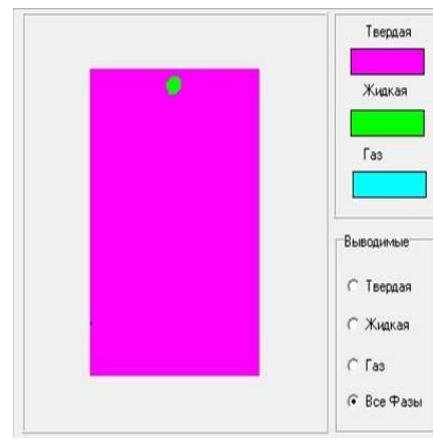 Твердая
Жидкая
Газ
Выводимые
Твердая
Жидкая
Газ
Все Фазы